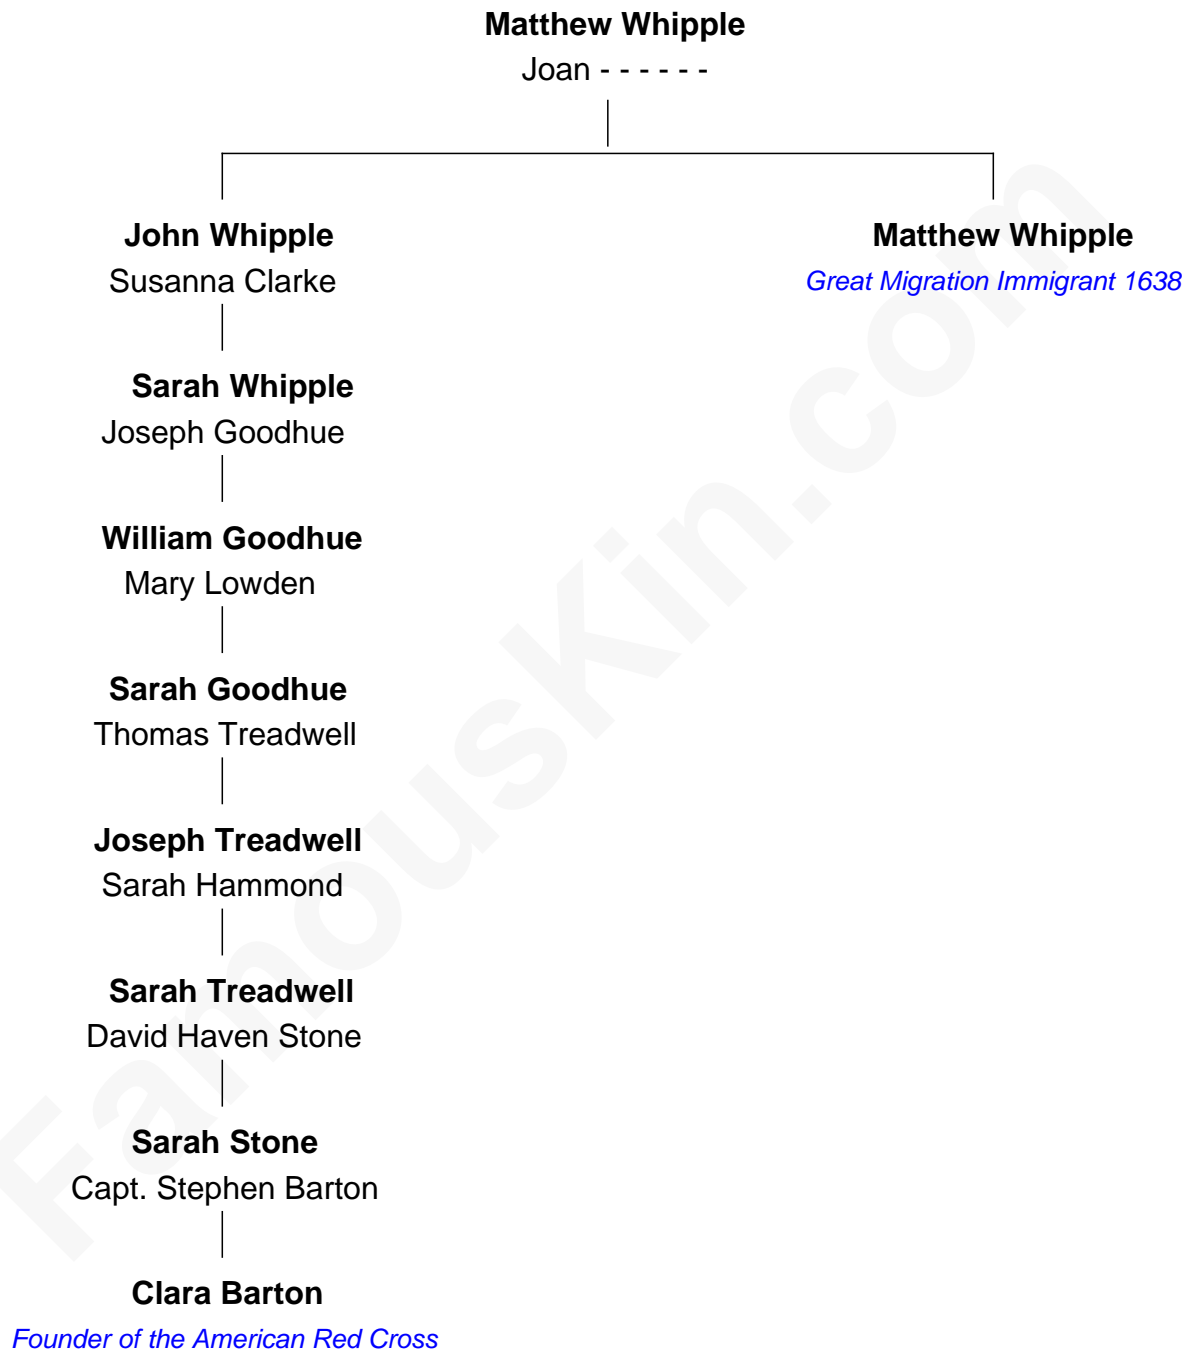 Matthew Whipple
Joan - - - - - -
John Whipple
Susanna Clarke
Matthew Whipple
Great Migration Immigrant 1638
Sarah Whipple
Joseph Goodhue
William Goodhue
Mary Lowden
Sarah Goodhue
Thomas Treadwell
Joseph Treadwell
Sarah Hammond
Sarah Treadwell
David Haven Stone
Sarah Stone
Capt. Stephen Barton
Clara Barton
Founder of the American Red Cross
FamousKin.com